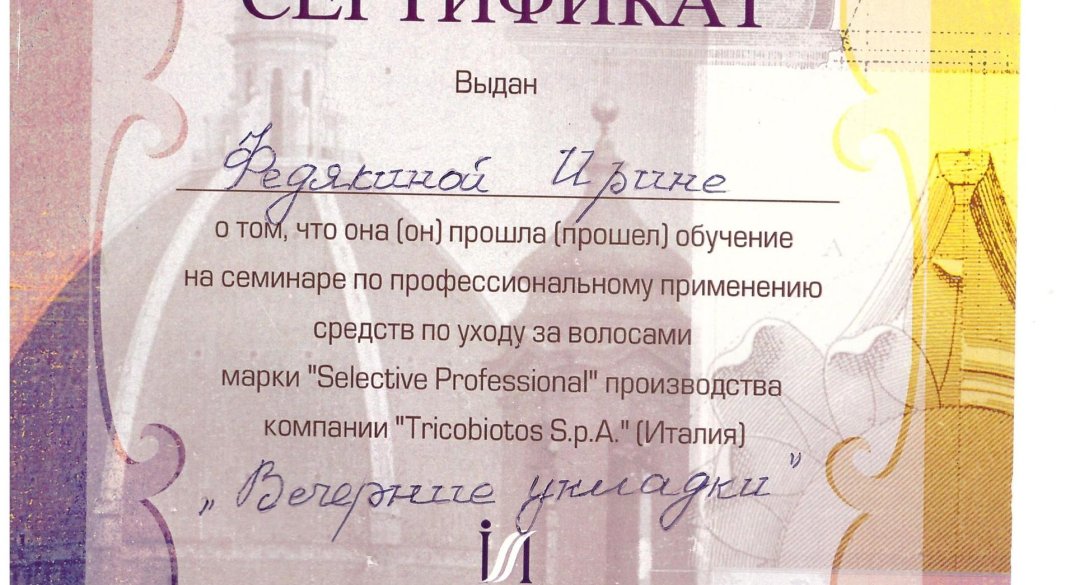 СЕРТИФИКАТ
Выдан
Федякиной Ирине
о том, что она (он) прошла (прошел) обучение
на семинаре по профессиональному применению
средств по уходу за волосами
марки "Selective Professional" производства
компании "Tricobiotos S.p.A." (Италия)
„Вечерние укладки"